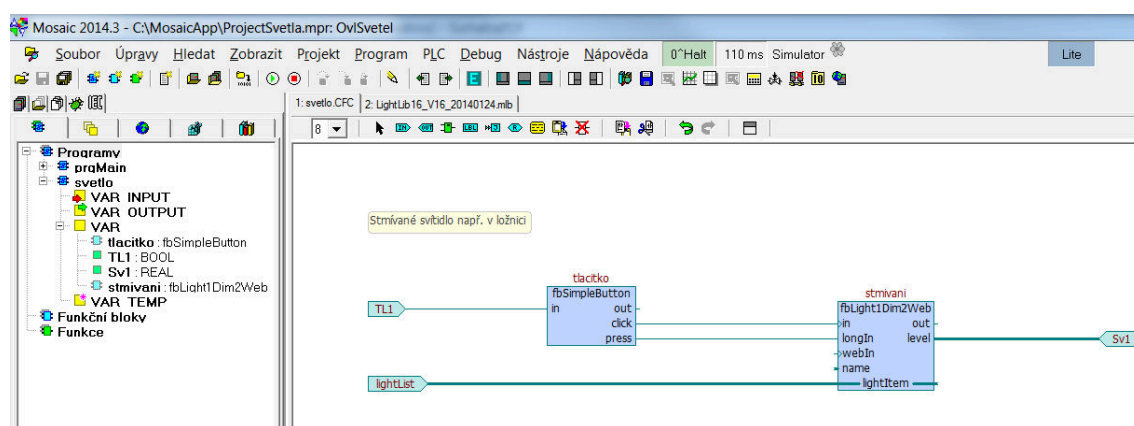 Mosaic 2014.3 - C:\MosaicApp\ProjectSvetla.mpr: OvlSvetel
Soubor Úpravy Hledat Zobrazit Projekt Program PLC Debug Nástroje Nápověda 0^Halt 110 ms Simulator Lite
1: svetlo.CFC 2: LightLib16_V16_20140124.mlb
8
Programy
prgMain
svetlo
VAR INPUT
VAR OUTPUT
VAR
tlacitko : fbSimpleButton
TL1 : BOOL
Sv1 : REAL
stmivani : fbLight1Dim2Web
VAR TEMP
Funkční bloky
Funkce
Stmívané svítidlo např. v ložnici
tlacitko
fbSimpleButton
TL1 in out
click
press
stmivani
fbLight1Dim2Web
in out
longIn level Sv1
webIn
name
lightList lightItem